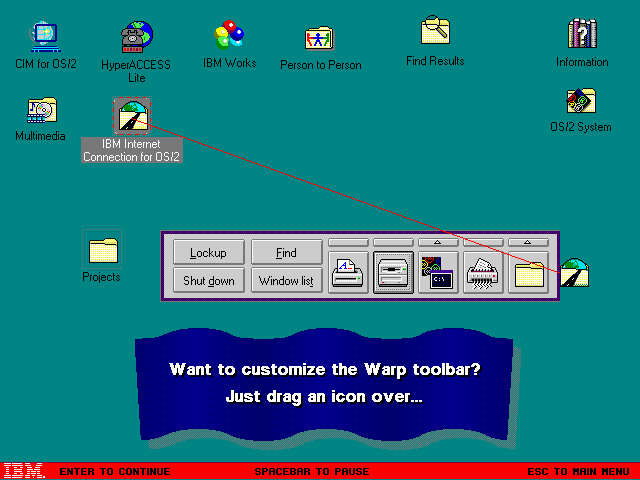 CIM for OS/2
HyperACCESS
Lite
IBM Works
Person to Person
Find Results
Information
Multimedia
IBM Internet
Connection for OS/2
OS/2 System
Projects
Lockup
Find
Shut down
Window list
C:\
Want to customize the Warp toolbar?
Just drag an icon over...
IBM. ENTER TO CONTINUE SPACEBAR TO PAUSE ESC TO MAIN MENU